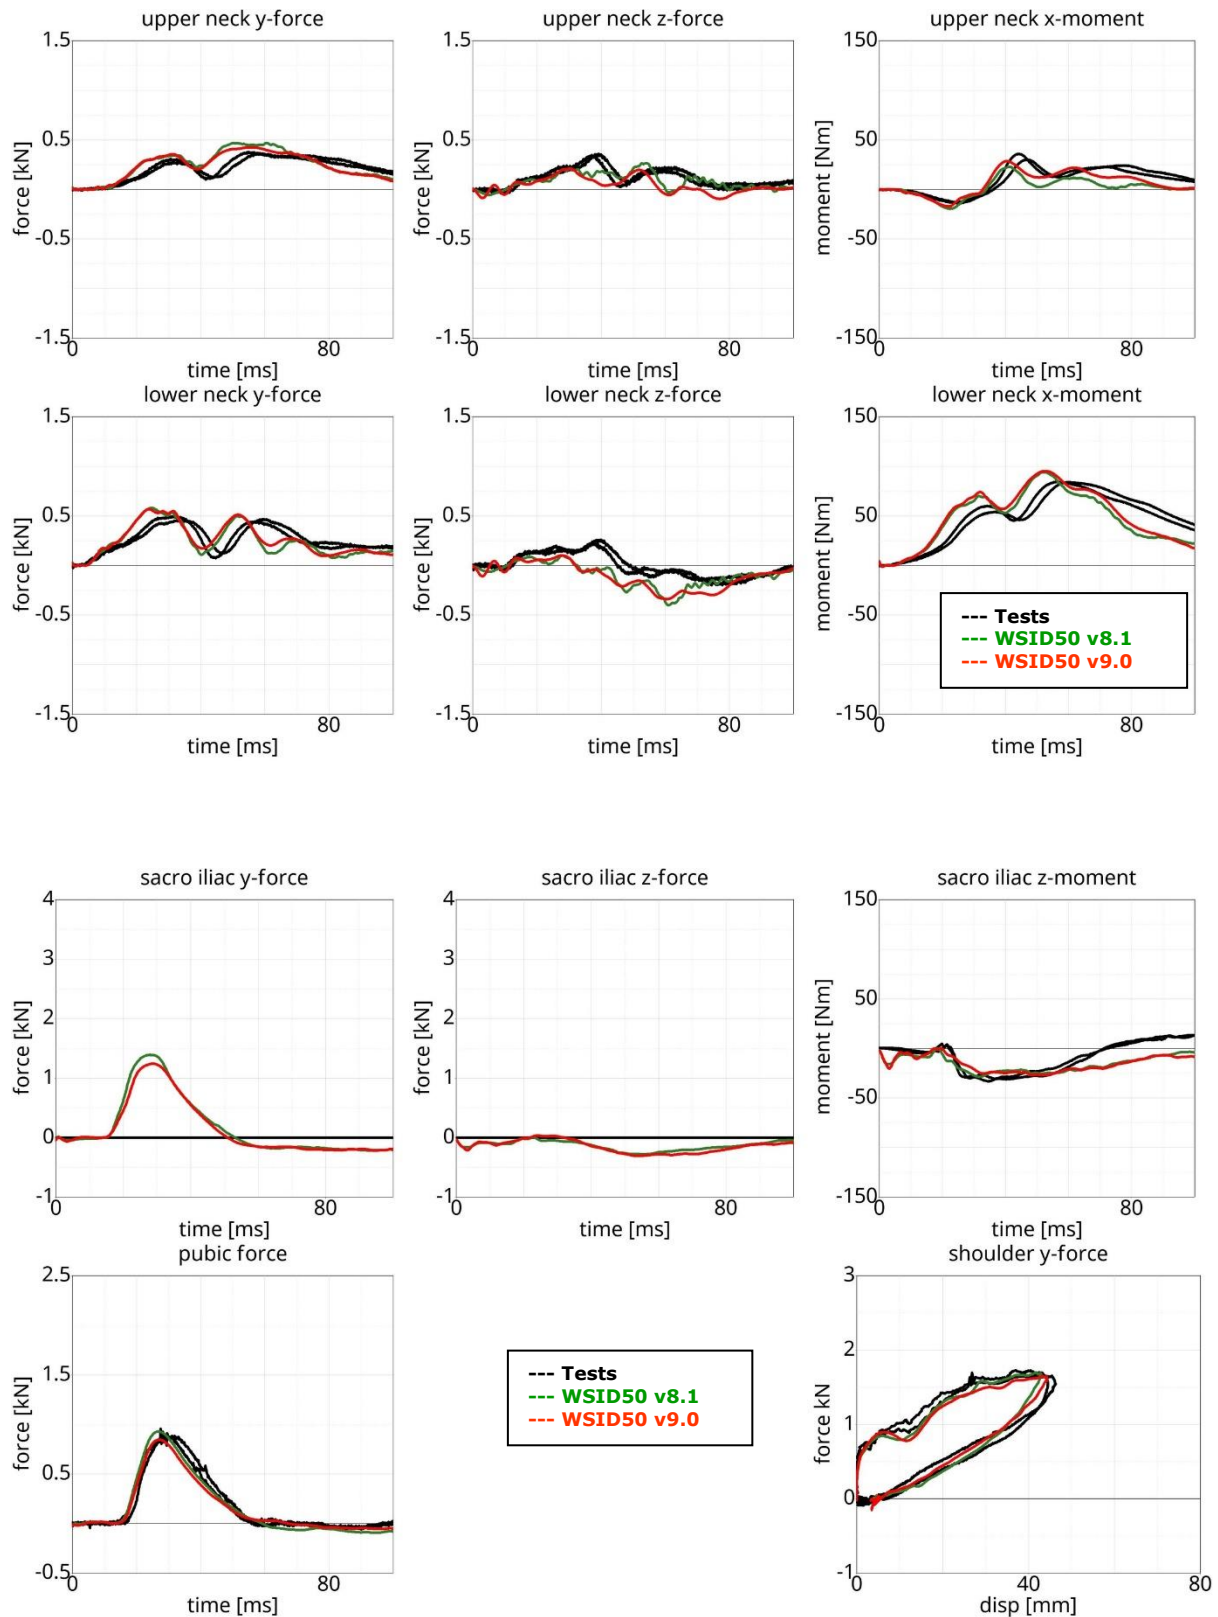 upper neck y-force
upper neck z-force
upper neck x-moment
1.5
0.5
-0.5
-1.5
0
80
force [kN]
time [ms]
1.5
0.5
-0.5
-1.5
0
80
force [kN]
time [ms]
150
50
-50
-150
0
80
moment [Nm]
time [ms]
lower neck y-force
lower neck z-force
lower neck x-moment
1.5
0.5
-0.5
-1.5
0
80
force [kN]
time [ms]
1.5
0.5
-0.5
-1.5
0
80
force [kN]
time [ms]
150
50
-50
-150
0
80
moment [Nm]
time [ms]
--- Tests
--- WSID50 v8.1
--- WSID50 v9.0
sacro iliac y-force
sacro iliac z-force
sacro iliac z-moment
4
3
2
1
0
-1
0
80
force [kN]
time [ms]
4
3
2
1
0
-1
0
80
force [kN]
time [ms]
150
50
-50
-150
0
80
moment [Nm]
time [ms]
pubic force
shoulder y-force
2.5
1.5
0.5
-0.5
0
80
force [kN]
time [ms]
--- Tests
--- WSID50 v8.1
--- WSID50 v9.0
3
2
1
0
-1
0
40
80
force kN
disp [mm]